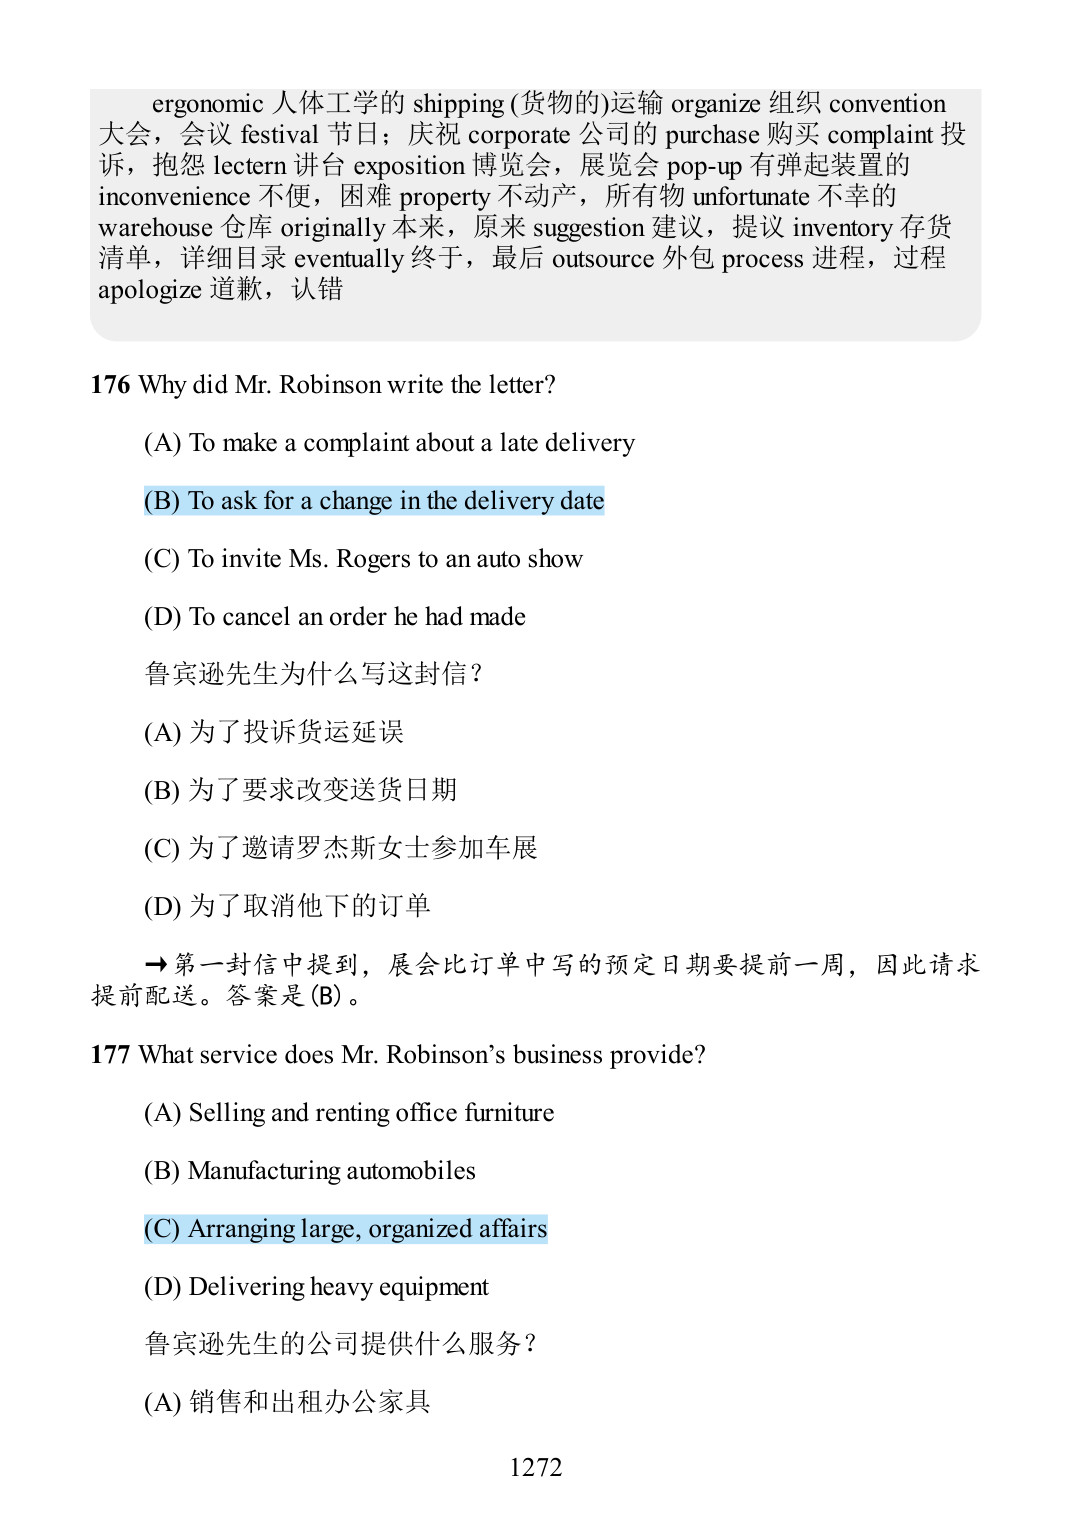 ergonomic 人体工学的 shipping (货物的)运输 organize 组织 convention
大会，会议 festival 节日；庆祝 corporate 公司的 purchase 购买 complaint 投
诉，抱怨 lectern 讲台 exposition 博览会，展览会 pop-up 有弹起装置的
inconvenience 不便，困难 property 不动产，所有物 unfortunate 不幸的
warehouse 仓库 originally 本来，原来 suggestion 建议，提议 inventory 存货
清单，详细目录 eventually 终于，最后 outsource 外包 process 进程，过程
apologize 道歉，认错
176 Why did Mr. Robinson write the letter?
(A) To make a complaint about a late delivery
(B) To ask for a change in the delivery date
(C) To invite Ms. Rogers to an auto show
(D) To cancel an order he had made
鲁宾逊先生为什么写这封信？
(A) 为了投诉货运延误
(B) 为了要求改变送货日期
(C) 为了邀请罗杰斯女士参加车展
(D) 为了取消他下的订单
→第一封信中提到，展会比订单中写的预定日期要提前一周，因此请求
提前配送。答案是(B)。
177 What service does Mr. Robinson’s business provide?
(A) Selling and renting office furniture
(B) Manufacturing automobiles
(C) Arranging large, organized affairs
(D) Delivering heavy equipment
鲁宾逊先生的公司提供什么服务？
(A) 销售和出租办公家具
1272